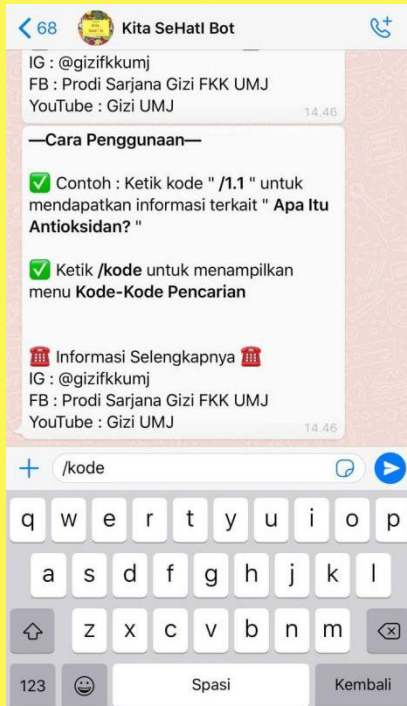 68
Kita SeHatI Bot
IG : @gizifkkumj
FB : Prodi Sarjana Gizi FKK UMJ
YouTube : Gizi UMJ
14.46
—Cara Penggunaan—
✅ Contoh : Ketik kode " /1.1 " untuk
mendapatkan informasi terkait " Apa Itu
Antioksidan? "
✅ Ketik /kode untuk menampilkan
menu Kode-Kode Pencarian
☎️ Informasi Selengkapnya ☎️
IG : @gizifkkumj
FB : Prodi Sarjana Gizi FKK UMJ
YouTube : Gizi UMJ
14.46
/kode
q w e r t y u i o p
a s d f g h j k l
z x c v b n m
123 Spasi Kembali